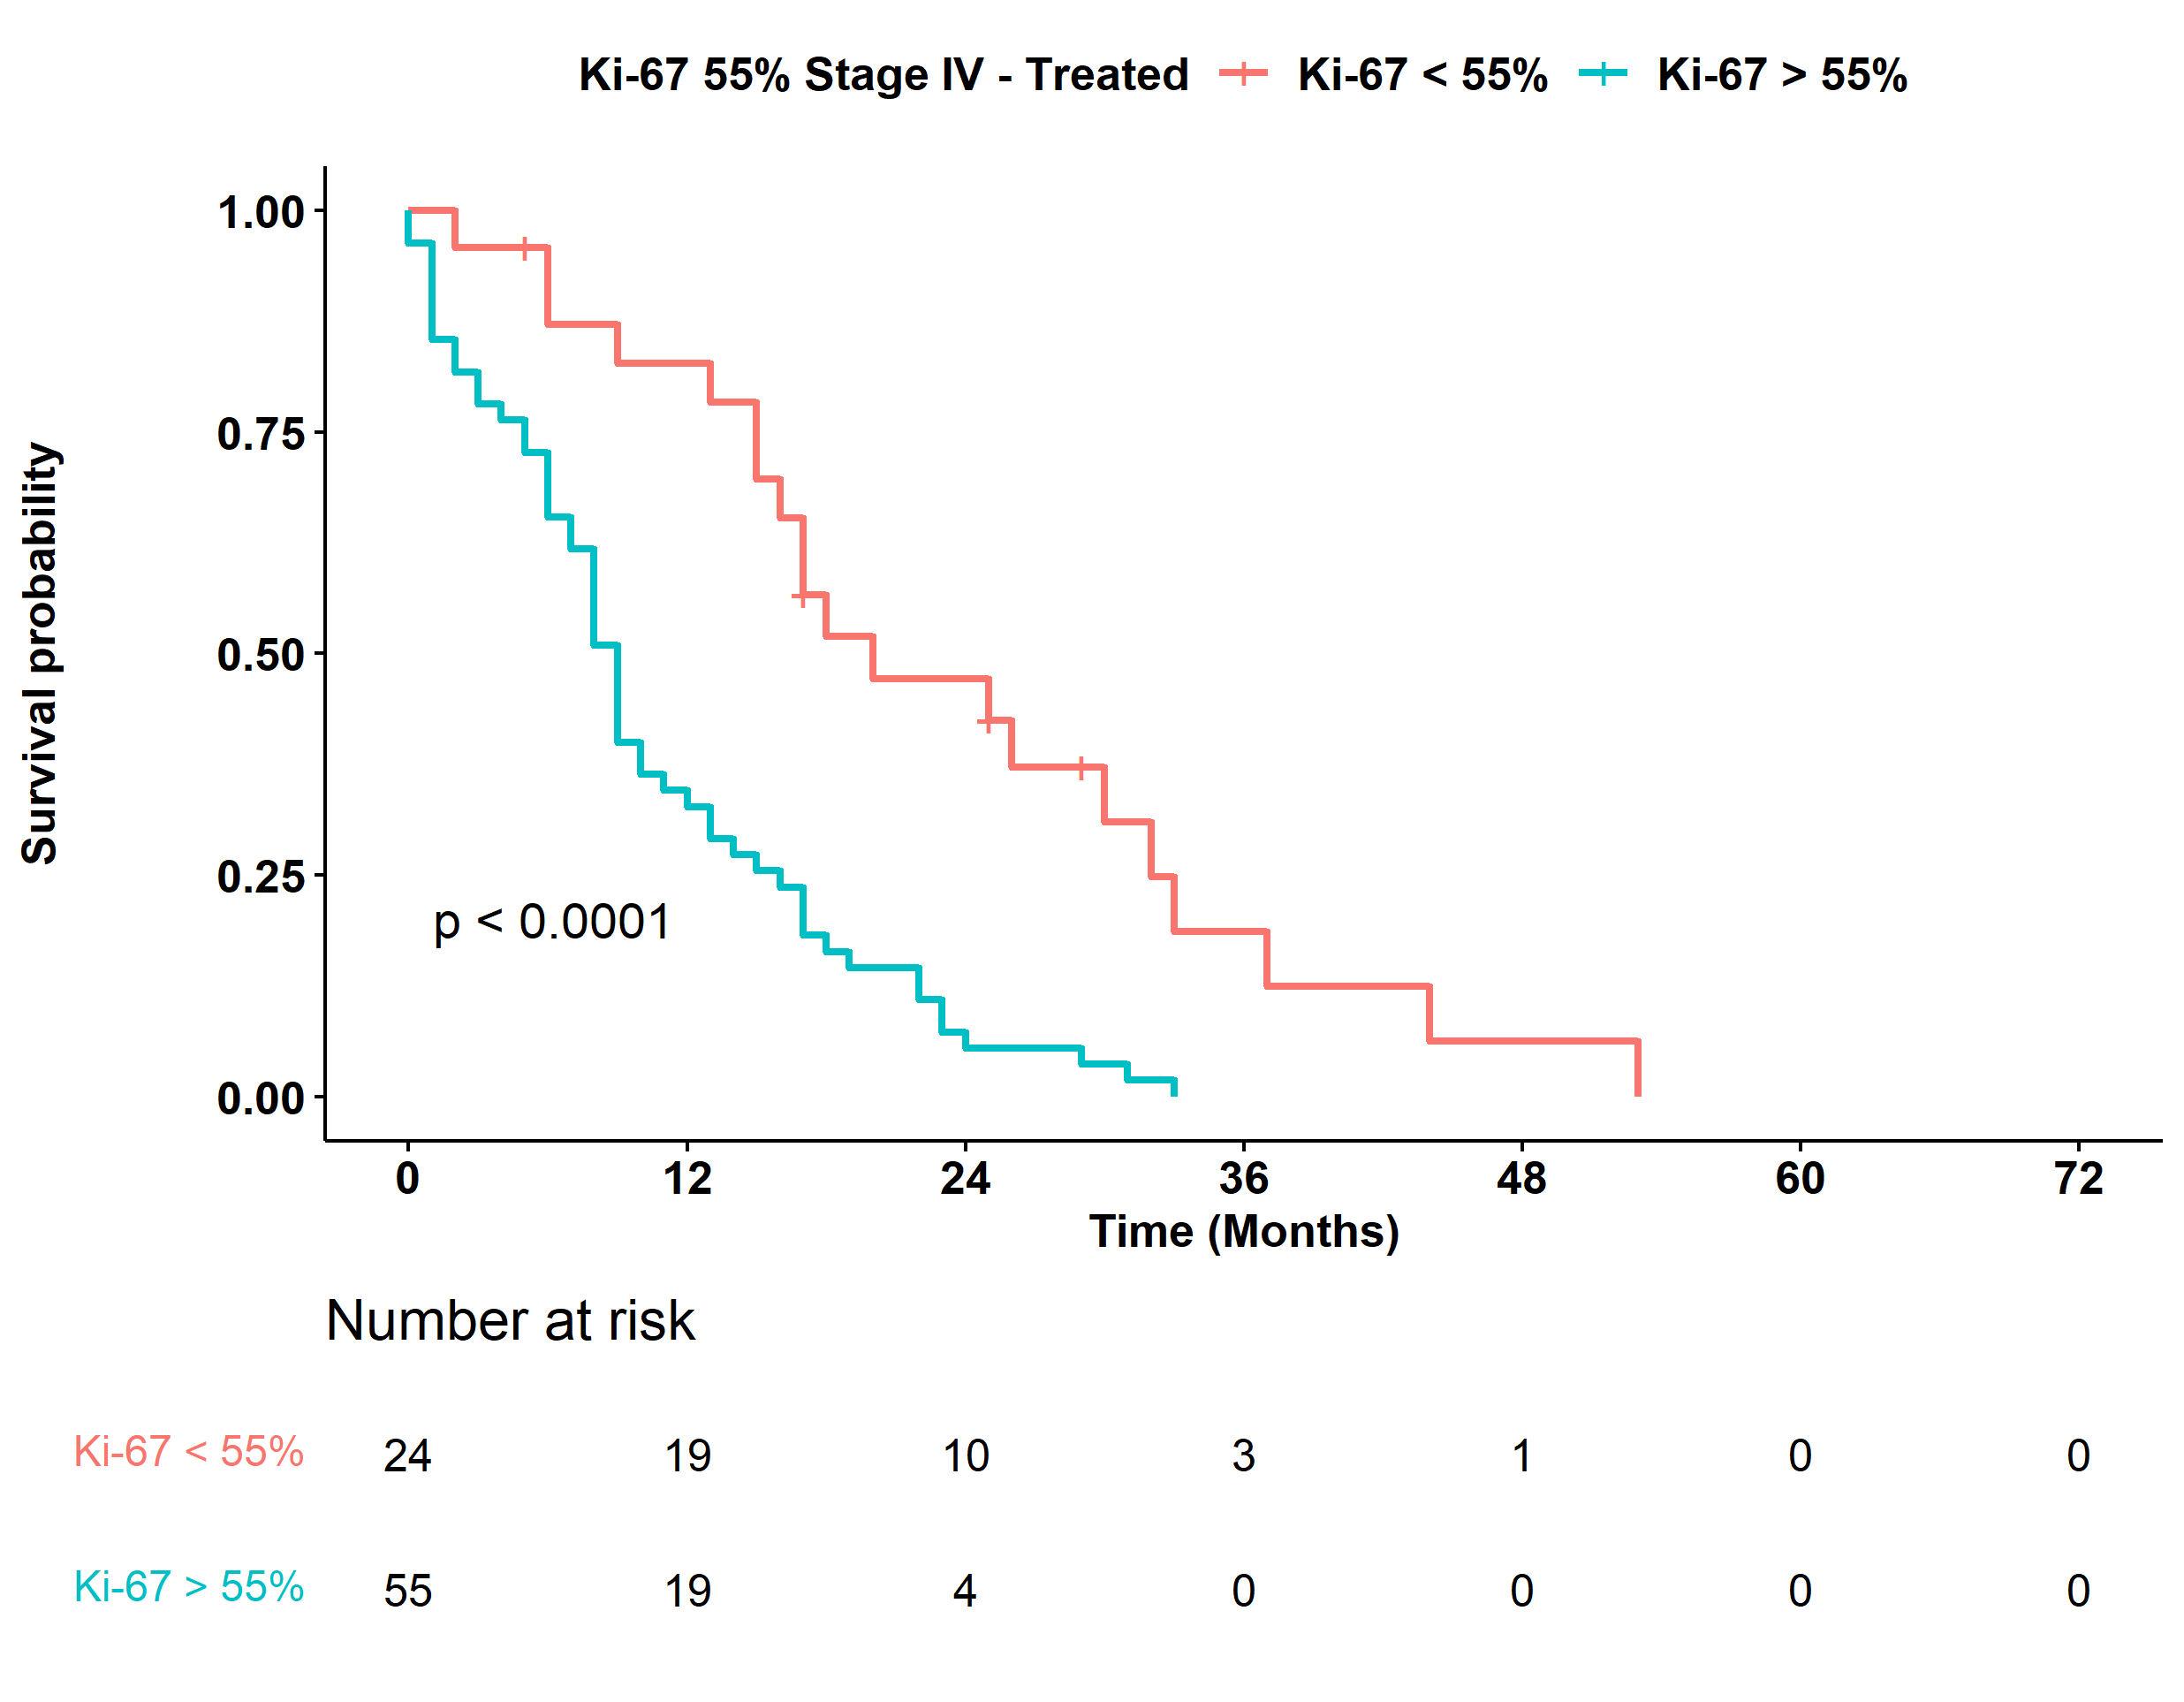 Ki-67 55% Stage IV - Treated Ki-67 < 55% Ki-67 > 55%
1.00
0.75
0.50
0.25
0.00
Survival probability
p < 0.0001
0 12 24 36 48 60 72
Time (Months)
Number at risk
Ki-67 < 55% 24 19 10 3 1 0 0
Ki-67 > 55% 55 19 4 0 0 0 0